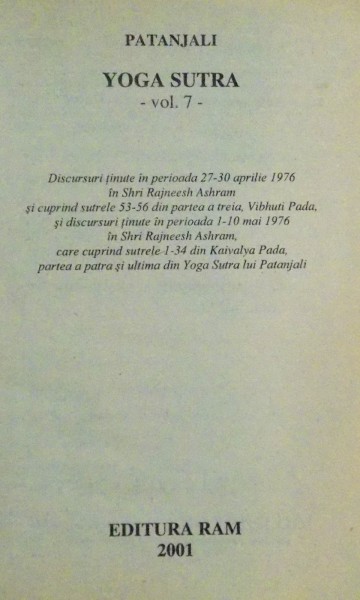 PATANJALI
YOGA SUTRA
- vol. 7 -
Discursuri ținute în perioada 27-30 aprilie 1976
în Shri Rajneesh Ashram
și cuprind sutrele 53-56 din partea a treia, Vibhuti Pada,
și discursuri ținute în perioada 1-10 mai 1976
în Shri Rajneesh Ashram,
care cuprind sutrele 1-34 din Kaivalya Pada,
partea a patra și ultima din Yoga Sutra lui Patanjali
EDITURA RAM
2001